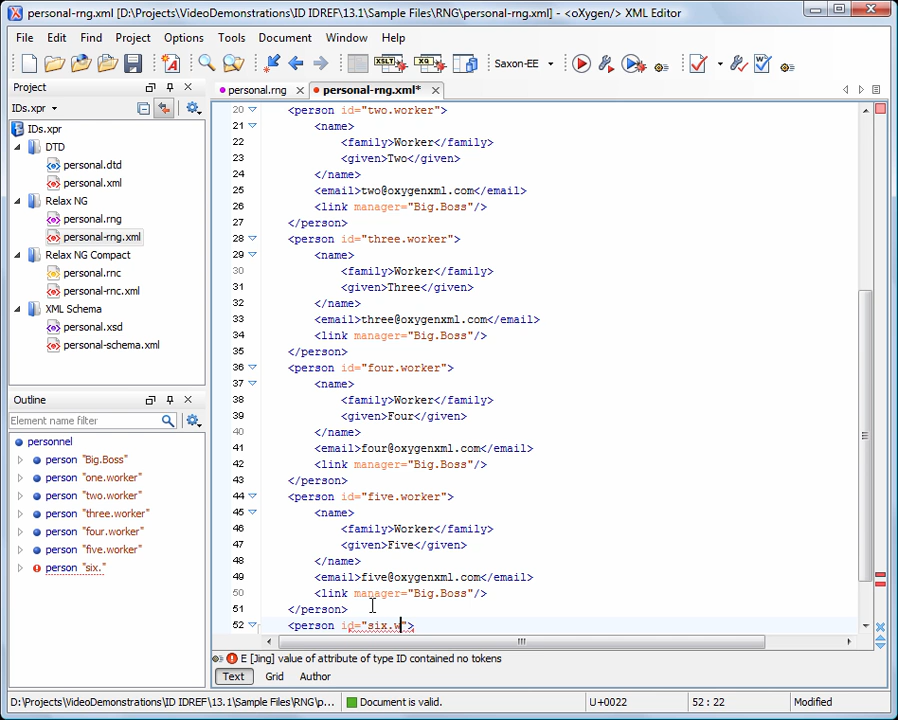 personal-rng.xml [D:\Projects\VideoDemonstrations\ID IDREF\13.1\Sample Files\RNG\personal-rng.xml] - <oXygen/> XML Editor
File Edit Find Project Options Tools Document Window Help
Saxon-EE
Project
personal.rng
personal-rng.xml*
IDs.xpr
IDs.xpr
DTD
personal.dtd
personal.xml
Relax NG
personal.rng
personal-rng.xml
Relax NG Compact
personal.rnc
personal-rnc.xml
XML Schema
personal.xsd
personal-schema.xml
Outline
Element name filter
personnel
person "Big.Boss"
person "one.worker"
person "two.worker"
person "three.worker"
person "four.worker"
person "five.worker"
person "six."
20 <person id="two.worker">
21 <name>
22 <family>Worker</family>
23 <given>Two</given>
24 </name>
25 <email>two@oxygenxml.com</email>
26 <link manager="Big.Boss"/>
27 </person>
28 <person id="three.worker">
29 <name>
30 <family>Worker</family>
31 <given>Three</given>
32 </name>
33 <email>three@oxygenxml.com</email>
34 <link manager="Big.Boss"/>
35 </person>
36 <person id="four.worker">
37 <name>
38 <family>Worker</family>
39 <given>Four</given>
40 </name>
41 <email>four@oxygenxml.com</email>
42 <link manager="Big.Boss"/>
43 </person>
44 <person id="five.worker">
45 <name>
46 <family>Worker</family>
47 <given>Five</given>
48 </name>
49 <email>five@oxygenxml.com</email>
50 <link manager="Big.Boss"/>
51 </person>
52 <person id="six.w">
E [Jing] value of attribute of type ID contained no tokens
Text Grid Author
D:\Projects\VideoDemonstrations\ID IDREF\13.1\Sample Files\RNG\p... Document is valid. U+0022 52 : 22 Modified